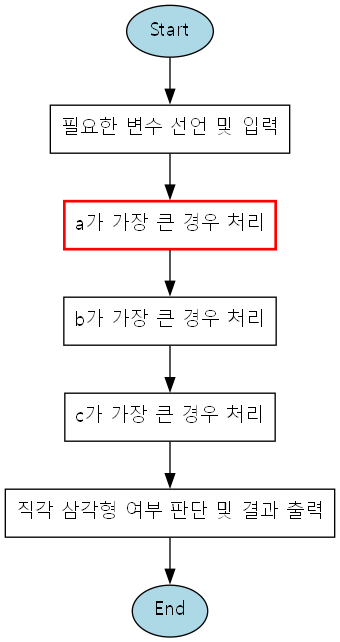 Start
필요한 변수 선언 및 입력
a가 가장 큰 경우 처리
b가 가장 큰 경우 처리
c가 가장 큰 경우 처리
직각 삼각형 여부 판단 및 결과 출력
End